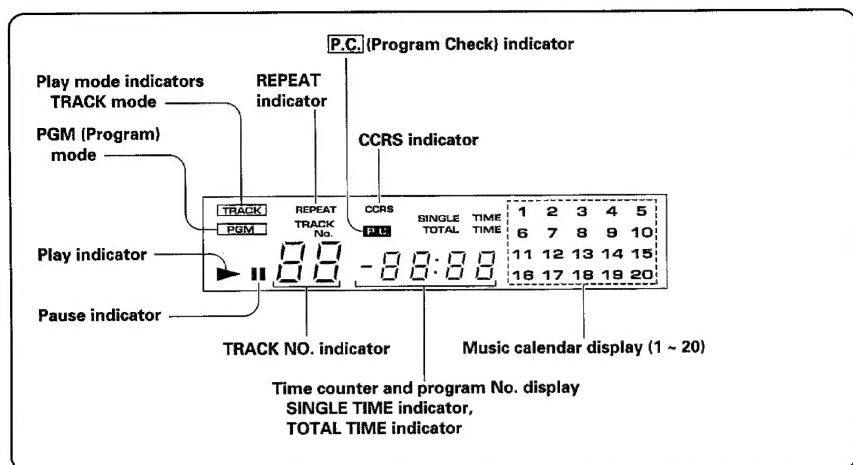 P.C. (Program Check) indicator
Play mode indicators
TRACK mode
REPEAT
indicator
PGM (Program)
mode
CCRS indicator
TRACK
REPEAT
CCRS
SINGLE TIME
1 2 3 4 5
PGM
TRACK
No.
P.C.
TOTAL TIME
6 7 8 9 10
11 12 13 14 15
16 17 18 19 20
88
-88:88
Play indicator
Pause indicator
TRACK NO. indicator
Music calendar display (1 ~ 20)
Time counter and program No. display
SINGLE TIME indicator,
TOTAL TIME indicator